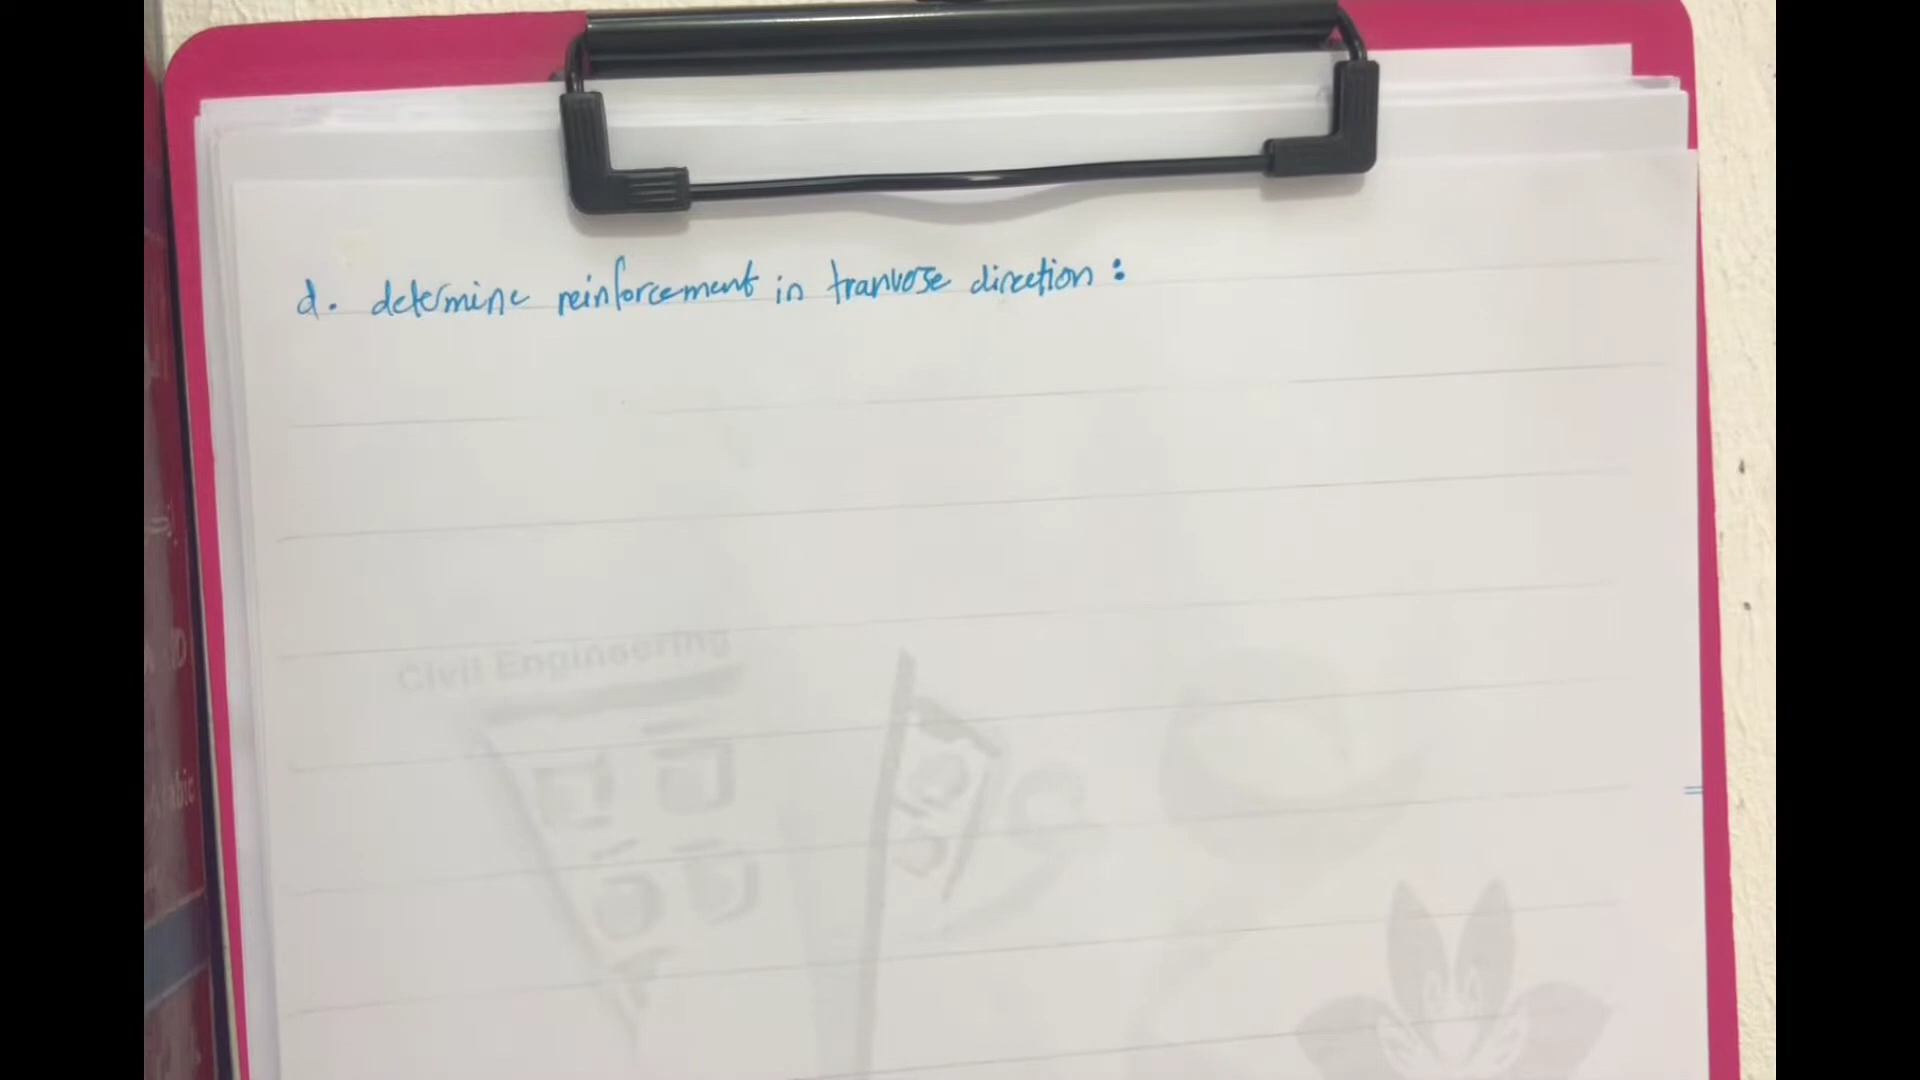 d. determine reinforcement in tranverse direction :
Civil Engineering